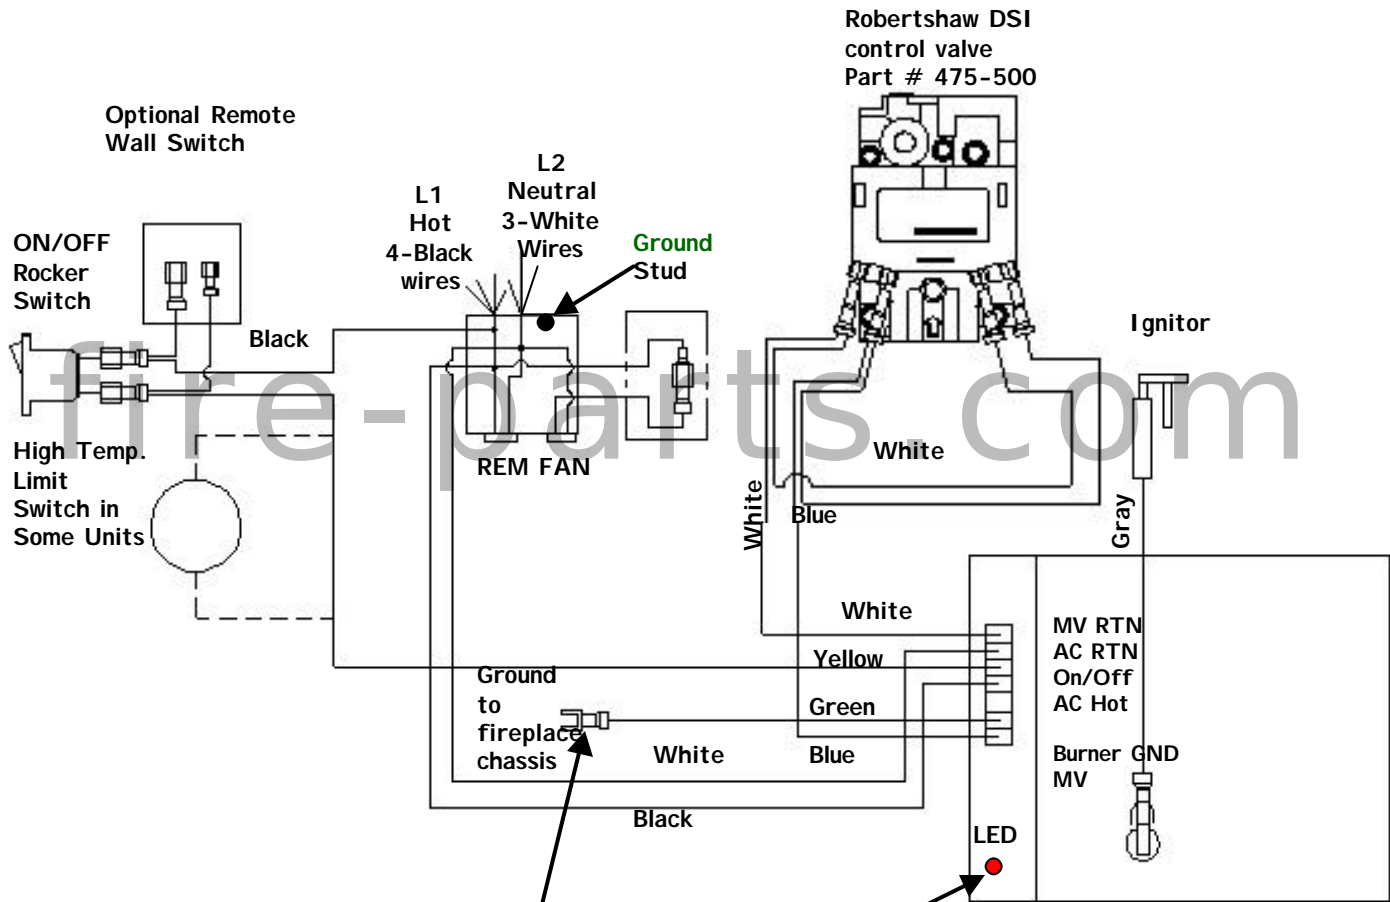 Robertshaw DSI
control valve
Part # 475-500
Optional Remote
Wall Switch
L2
Neutral
3-White
Wires
L1
Hot
4-Black
wires
Ground
Stud
ON/OFF
Rocker
Switch
Black
Ignitor
fire-parts.com
High Temp.
Limit
Switch in
Some Units
REM FAN
White
White
Blue
Gray
White
Yellow
Green
Blue
White
Black
Ground
to
fireplace
chassis
MV RTN
AC RTN
On/Off
AC Hot
Burner GND
MV
LED